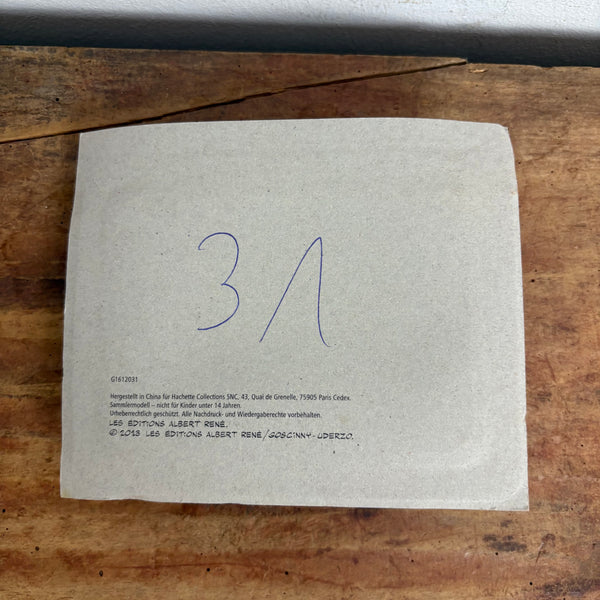 31
G1612031
Hergestellt in China für Hachette Collections SNC, 43, Quai de Grenelle, 75905 Paris Cedex.
Sammlermodell – nicht für Kinder unter 14 Jahren.
Urheberrechtlich geschützt. Alle Nachdruck- und Wiedergaberechte vorbehalten.
LES ÉDITIONS ALBERT RENÉ.
© 2013 LES ÉDITIONS ALBERT RENÉ/GOSCINNY-UDERZO.